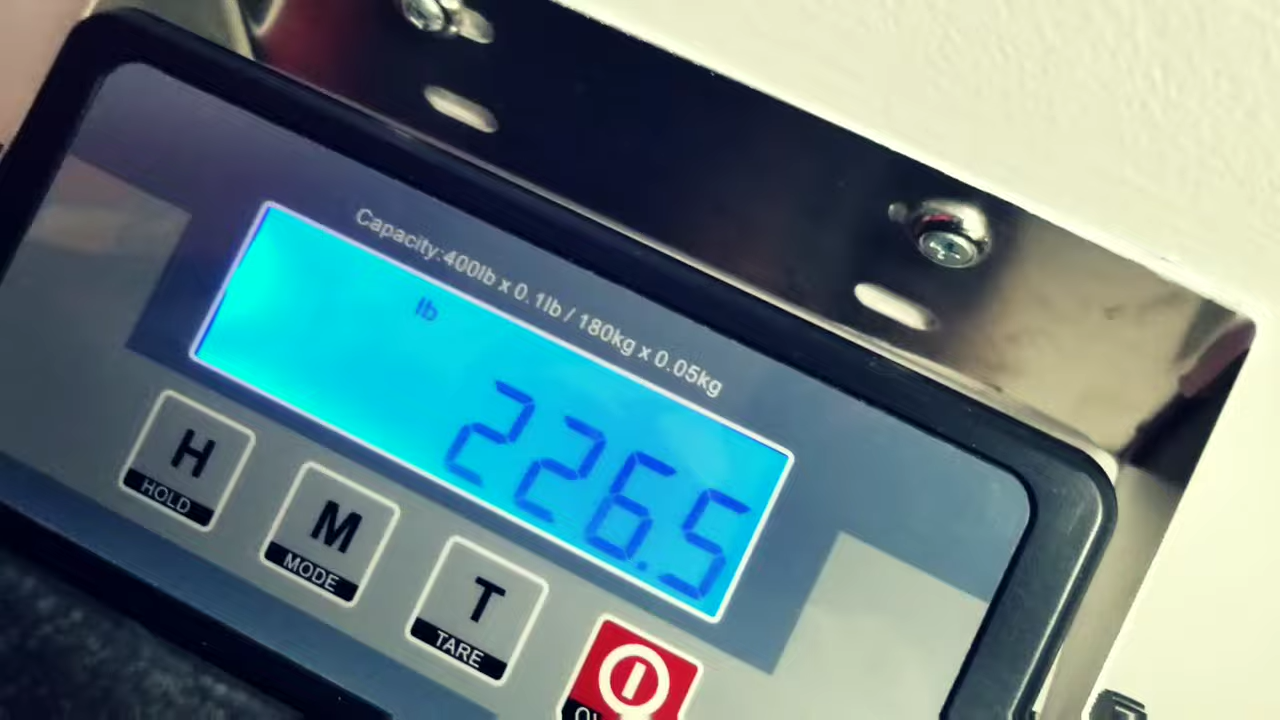 Capacity:400lb x 0.1lb / 180kg x 0.05kg
lb
226.5
H
HOLD
M
MODE
T
TARE